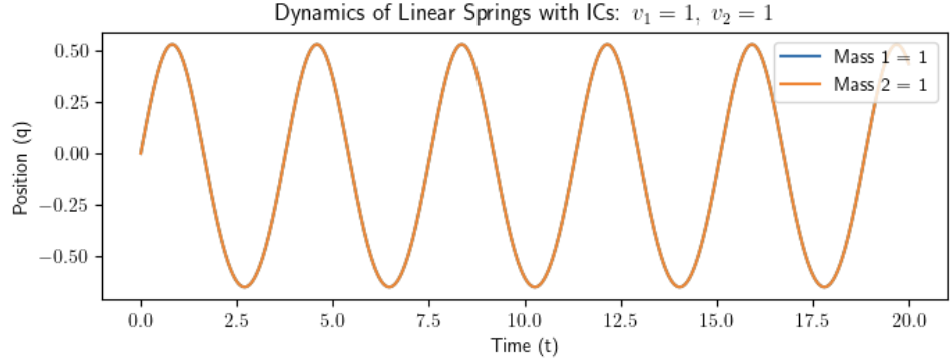 Dynamics of Linear Springs with ICs: v₁ = 1, v₂ = 1
Mass 1 = 1
Mass 2 = 1
Position (q)
0.50
0.25
0.00
−0.25
−0.50
0.0 2.5 5.0 7.5 10.0 12.5 15.0 17.5 20.0
Time (t)